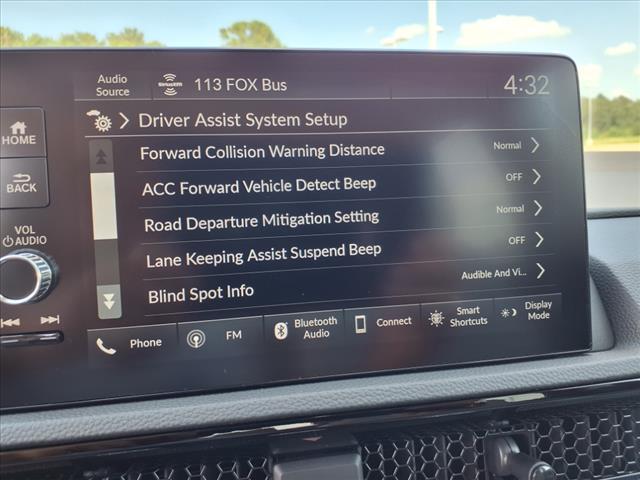 Audio
Source
SiriusXM
113 FOX Bus
4:32
Driver Assist System Setup
HOME
Forward Collision Warning Distance
Normal
BACK
ACC Forward Vehicle Detect Beep
OFF
Road Departure Mitigation Setting
Normal
VOL
AUDIO
Lane Keeping Assist Suspend Beep
OFF
Blind Spot Info
Audible And Vi...
Phone
FM
Bluetooth
Audio
Connect
Smart
Shortcuts
Display
Mode